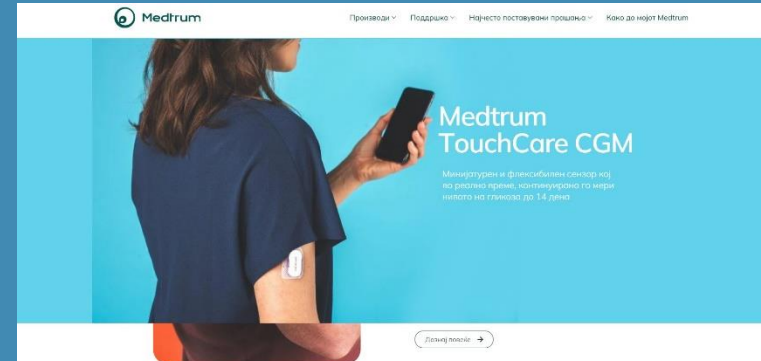 Medtrum
Производи Поддршка Најчесто поставувани прашања Како до мојот Medtrum
Medtrum
TouchCare CGM
Минијатурен и флексибилен сензор кој
во реално време, континуирано го мери
нивото на гликоза до 14 дена
Дознај повеќе